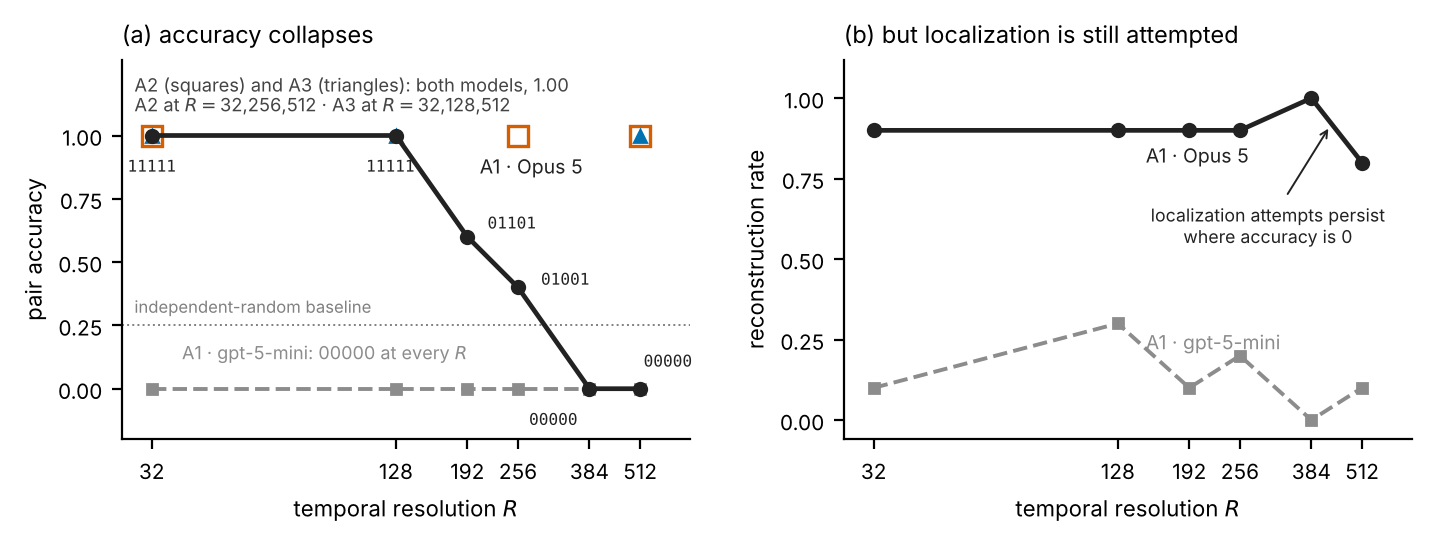 (a) accuracy collapses
A2 (squares) and A3 (triangles): both models, 1.00
A2 at R = 32,256,512 · A3 at R = 32,128,512
1.00
0.75
0.50
0.25
0.00
pair accuracy
11111
11111
A1 · Opus 5
01101
01001
independent-random baseline
A1 · gpt-5-mini: 00000 at every R
00000
00000
32
128
192
256
384
512
temporal resolution R
(b) but localization is still attempted
1.00
0.75
0.50
0.25
0.00
reconstruction rate
A1 · Opus 5
localization attempts persist
where accuracy is 0
A1 · gpt-5-mini
32
128
192
256
384
512
temporal resolution R